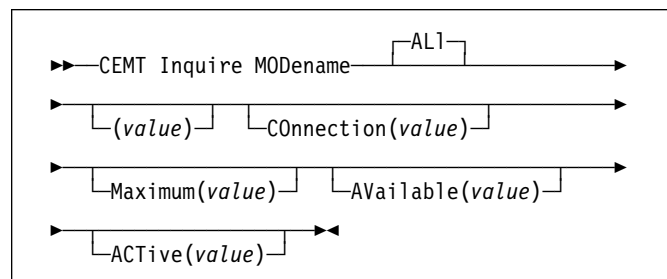 ALl
CEMT Inquire MODename
(value) COnnection(value)
Maximum(value) AVailable(value)
ACTive(value)